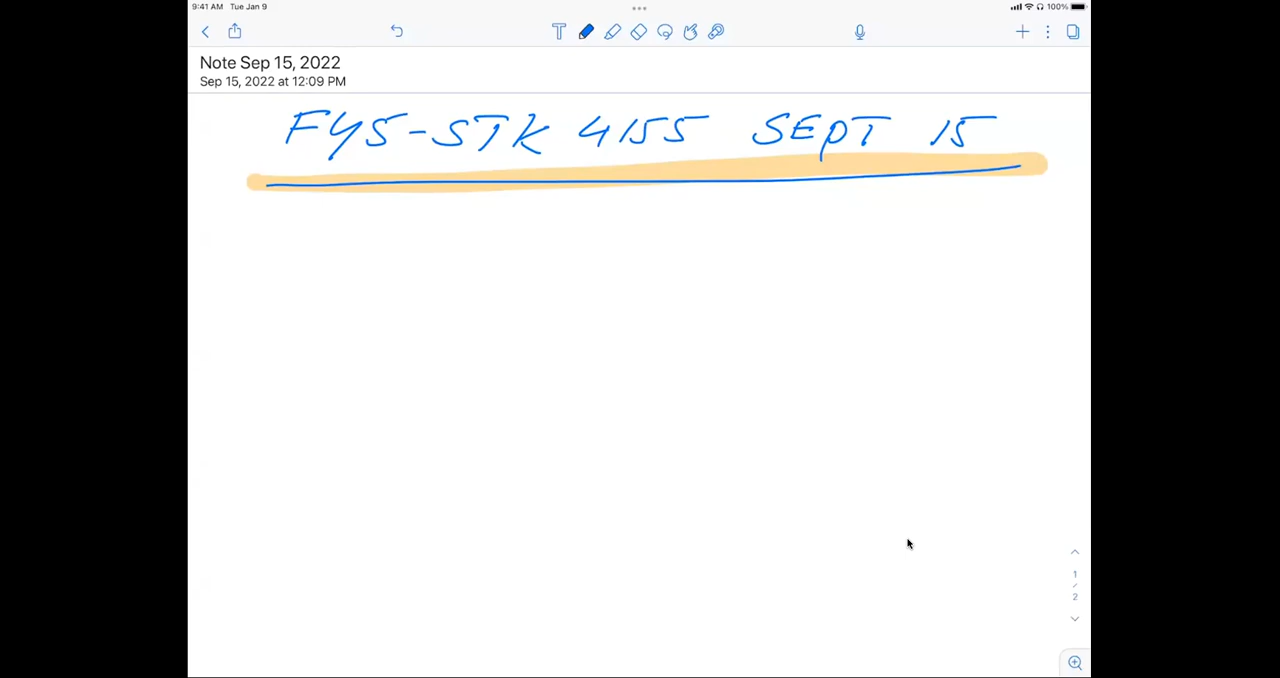 9:41 AM Tue Jan 9
100%
Note Sep 15, 2022
Sep 15, 2022 at 12:09 PM
FYS-STK 4155 SEPT 15
1
/
2